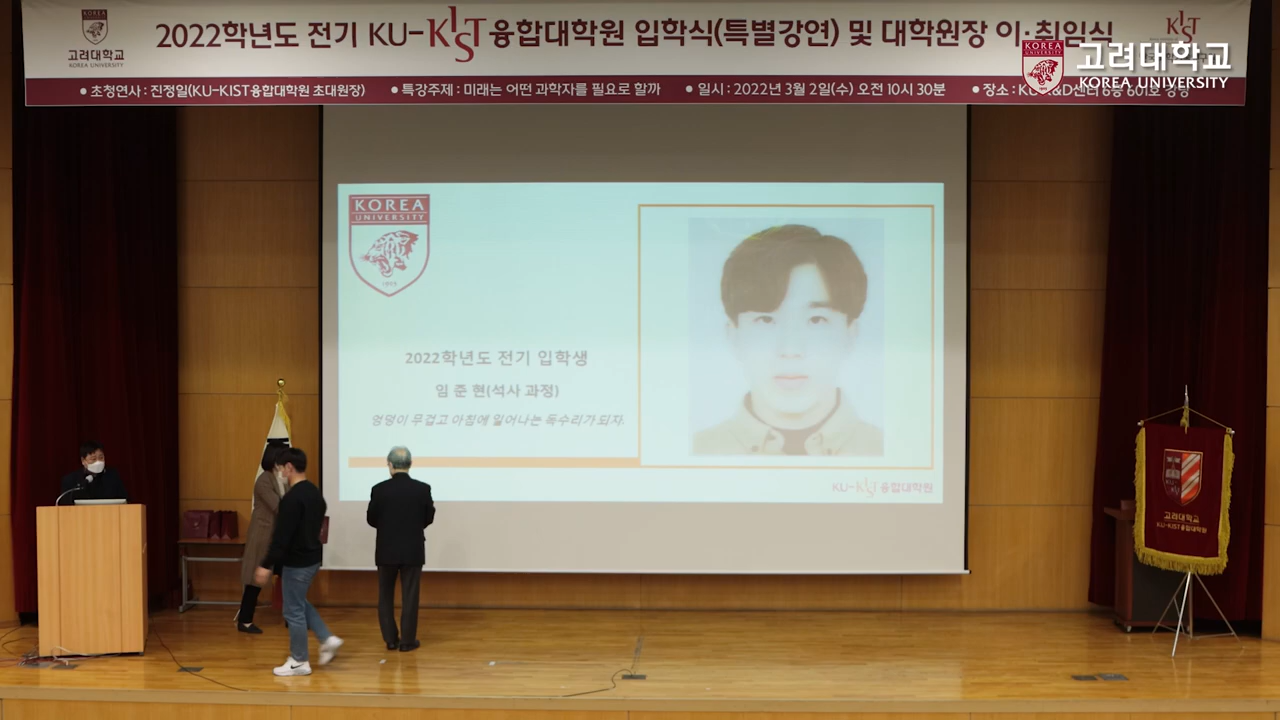 고려대학교
KOREA UNIVERSITY
2022학년도 전기 KU-KIST 융합대학원 입학식(특별강연) 및 대학원장 이·취임식
KIST
KOREA
고려대학교
KOREA UNIVERSITY
• 초청연사 : 진정일(KU-KIST융합대학원 초대원장) • 특강주제 : 미래는 어떤 과학자를 필요로 할까 • 일시 : 2022년 3월 2일(수) 오전 10시 30분 • 장소 :
KOREA
UNIVERSITY
1905
2022학년도 전기 입학생
임 준 현(석사 과정)
엉덩이 무겁고 아침에 일어나는 독수리가 되자.
KU-KIST 융합대학원
고려대학교
KU-KIST융합대학원